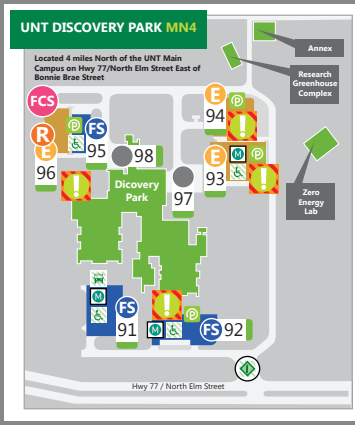 UNT DISCOVERY PARK MN4
Located 4 miles North of the UNT Main
Campus on Hwy 77/North Elm Street East of
Bonnie Brae Street
Annex
Research
Greenhouse
Complex
FCS
E
P
94
!
R
P
FS
E
95
98
E
M
P
96
!
Dicovery
Park
93
!
97
Zero
Energy
Lab
M
FS
!
P
91
M
FS
92
Hwy 77 / North Elm Street